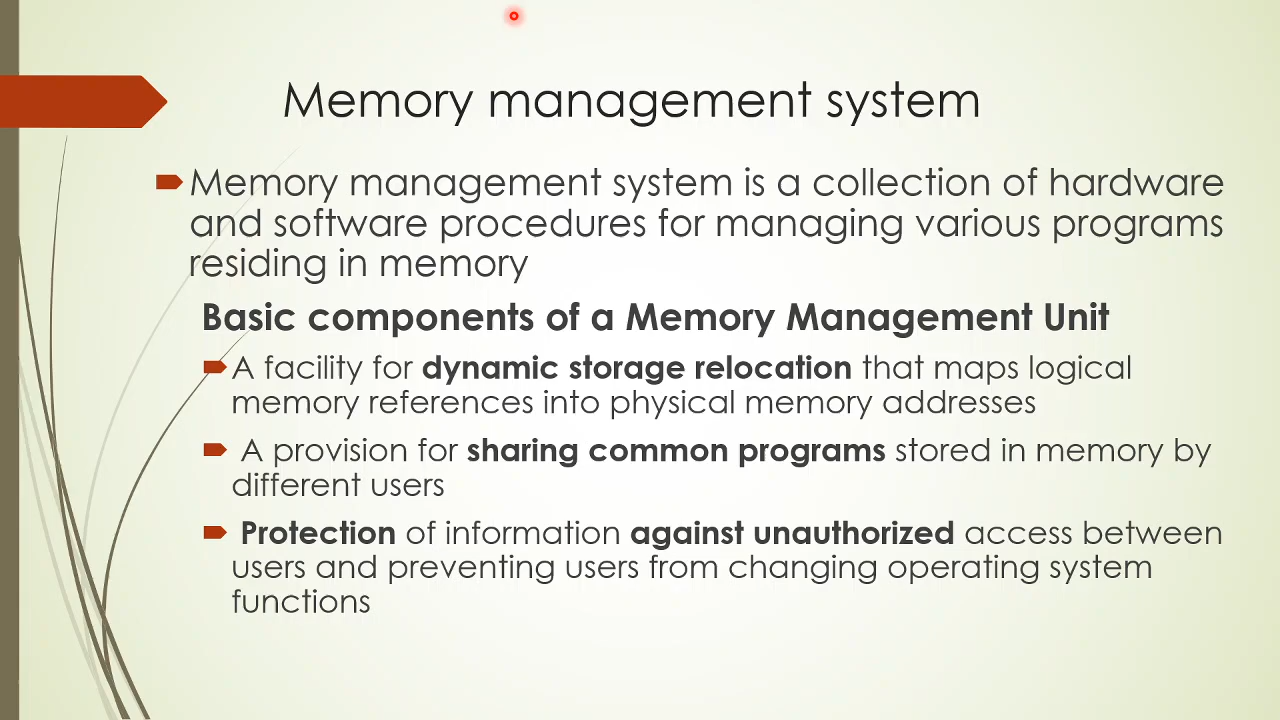 Memory management system
Memory management system is a collection of hardware
and software procedures for managing various programs
residing in memory
Basic components of a Memory Management Unit
A facility for dynamic storage relocation that maps logical
memory references into physical memory addresses
A provision for sharing common programs stored in memory by
different users
Protection of information against unauthorized access between
users and preventing users from changing operating system
functions